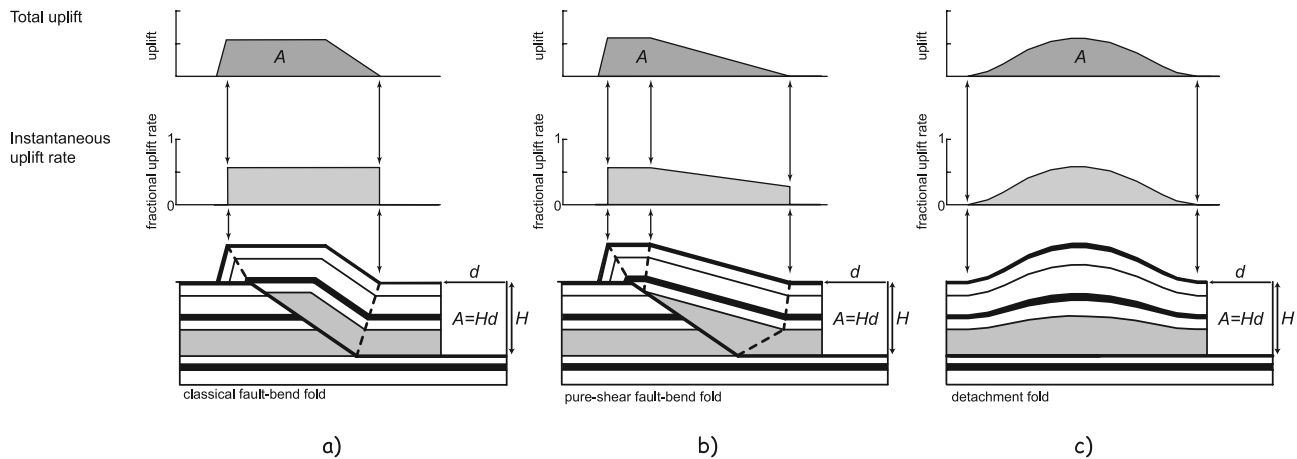 Total uplift
uplift
A
uplift
A
uplift
A
Instantaneous
uplift rate
fractional uplift rate
1
0
fractional uplift rate
1
0
fractional uplift rate
1
0
d
A=Hd
H
d
A=Hd
H
d
A=Hd
H
classical fault-bend fold
pure-shear fault-bend fold
detachment fold
a)
b)
c)